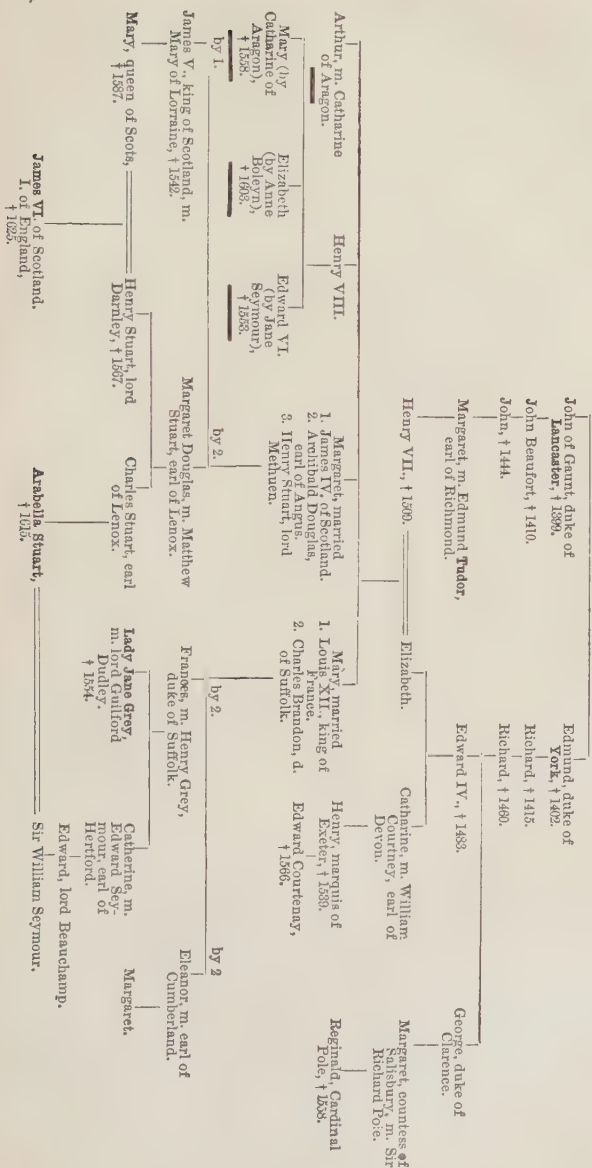 John of Gaunt, duke of
Lancaster, † 1399.
Edmund, duke of
York, † 1402.
John Beaufort, † 1410.
Richard, † 1415.
John, † 1444.
Richard, † 1460.
Margaret, m. Edmund Tudor,
earl of Richmond.
Edward IV., † 1483.
George, duke of
Clarence.
Henry VII., † 1509.
Elizabeth.
Catharine, m. William
Courtney, earl of
Devon.
Margaret, countess of
Salisbury, m. Sir
Richard Pole.
Arthur, m. Catharine
of Aragon.
Henry VIII.
Margaret, married
1. James IV. of Scotland.
2. Archibald Douglas,
earl of Angus.
3. Henry Stuart, lord
Methuen.
Mary, married
1. Louis XII., king of
France.
2. Charles Brandon, d.
of Suffolk.
Henry, marquis of
Exeter, † 1539.
Edward Courtenay,
† 1566.
Reginald, Cardinal
Pole, † 1558.
Mary (by
Catharine of
Aragon),
† 1558.
Elizabeth
(by Anne
Boleyn),
† 1603.
Edward VI.
(by Jane
Seymour),
† 1553.
by 1.
by 2.
by 2.
by 2
James V., king of Scotland, m.
Mary of Lorraine, † 1542.
Margaret Douglas, m. Matthew
Stuart, earl of Lenox.
Frances, m. Henry Grey,
duke of Suffolk.
Eleanor, m. earl of
Cumberland.
Mary, queen of Scots,
† 1587.
Henry Stuart, lord
Darnley, † 1567.
Charles Stuart, earl
of Lenox.
Lady Jane Grey,
m. lord Guilford
Dudley.
† 1554.
Catherine, m.
Edward Sey-
mour, earl of
Hertford.
Margaret.
Edward, lord Beauchamp.
James VI. of Scotland.
I. of England,
† 1625.
Arabella Stuart,
† 1615.
Sir William Seymour.